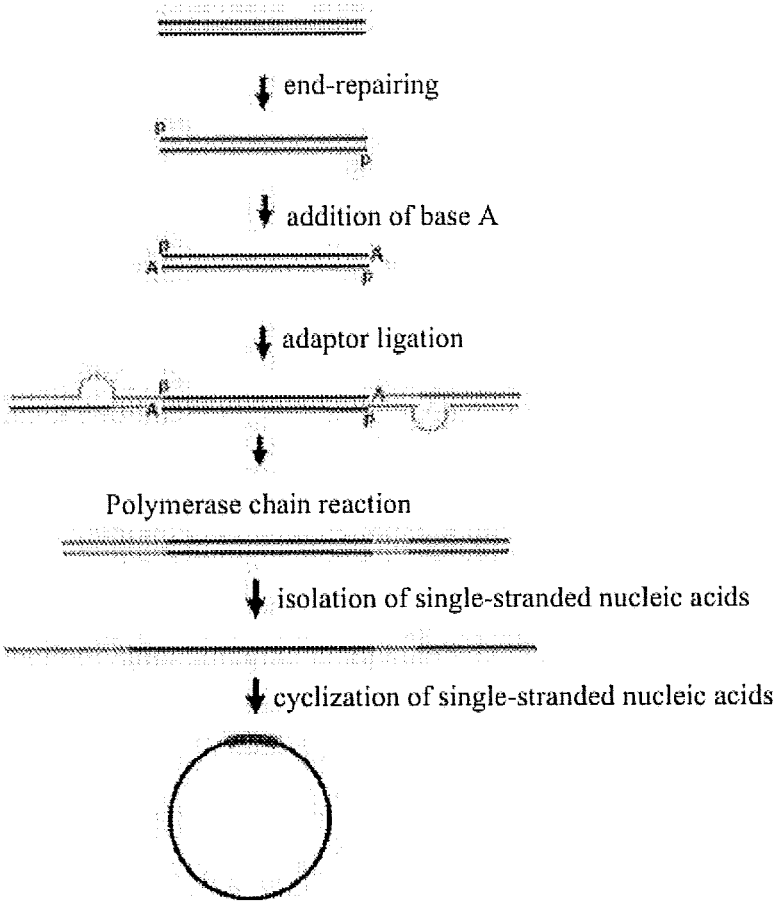 end-repairing
P
P
addition of base A
P
A
A
P
adaptor ligation
P
A
A
P
Polymerase chain reaction
isolation of single-stranded nucleic acids
cyclization of single-stranded nucleic acids